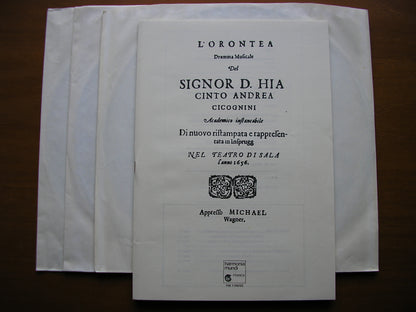 L'ORONTEA
Dramma Musicale
Del
SIGNOR D. HIA
CINTO ANDREA
CICOGNINI
Academico instancabile
Di nuovo ristampata e rappresen-
tata in Insprugg
NEL TEATRO DI SALA
l'anno 1656.
Appresso MICHAEL
Wagner.
harmonia
mundi